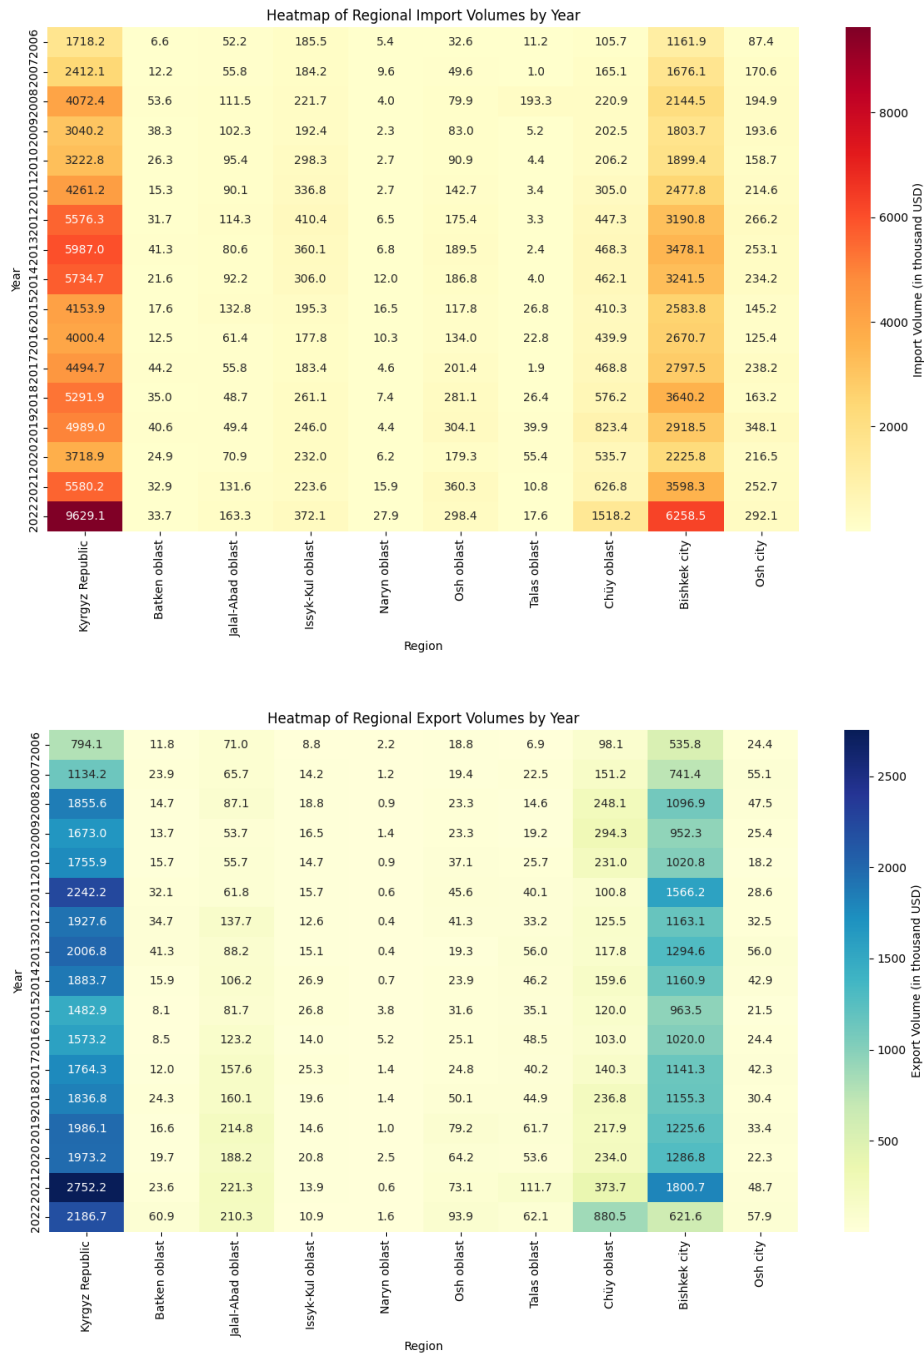 Heatmap of Regional Import Volumes by Year
2006 1718.2 6.6 52.2 185.5 5.4 32.6 11.2 105.7 1161.9 87.4
2007 2412.1 12.2 55.8 184.2 9.6 49.6 1.0 165.1 1676.1 170.6
2008 4072.4 53.6 111.5 221.7 4.0 79.9 193.3 220.9 2144.5 194.9
2009 3040.2 38.3 102.3 192.4 2.3 83.0 5.2 202.5 1803.7 193.6
2010 3222.8 26.3 95.4 298.3 2.7 90.9 4.4 206.2 1899.4 158.7
2011 4261.2 15.3 90.1 336.8 2.7 142.7 3.4 305.0 2477.8 214.6
2012 5576.3 31.7 114.3 410.4 6.5 175.4 3.3 447.3 3190.8 266.2
2013 5987.0 41.3 80.6 360.1 6.8 189.5 2.4 468.3 3478.1 253.1
2014 5734.7 21.6 92.2 306.0 12.0 186.8 4.0 462.1 3241.5 234.2
2015 4153.9 17.6 132.8 195.3 16.5 117.8 26.8 410.3 2583.8 145.2
2016 4000.4 12.5 61.4 177.8 10.3 134.0 22.8 439.9 2670.7 125.4
2017 4494.7 44.2 55.8 183.4 4.6 201.4 1.9 468.8 2797.5 238.2
2018 5291.9 35.0 48.7 261.1 7.4 281.1 26.4 576.2 3640.2 163.2
2019 4989.0 40.6 49.4 246.0 4.4 304.1 39.9 823.4 2918.5 348.1
2020 3718.9 24.9 70.9 232.0 6.2 179.3 55.4 535.7 2225.8 216.5
2021 5580.2 32.9 131.6 223.6 15.9 360.3 10.8 626.8 3598.3 252.7
2022 9629.1 33.7 163.3 372.1 27.9 298.4 17.6 1518.2 6258.5 292.1
Year
Kyrgyz Republic
Batken oblast
Jalal-Abad oblast
Issyk-Kul oblast
Naryn oblast
Osh oblast
Talas oblast
Chüy oblast
Bishkek city
Osh city
Region
8000
6000
4000
2000
Import Volume (in thousand USD)
Heatmap of Regional Export Volumes by Year
2006 794.1 11.8 71.0 8.8 2.2 18.8 6.9 98.1 535.8 24.4
2007 1134.2 23.9 65.7 14.2 1.2 19.4 22.5 151.2 741.4 55.1
2008 1855.6 14.7 87.1 18.8 0.9 23.3 14.6 248.1 1096.9 47.5
2009 1673.0 13.7 53.7 16.5 1.4 23.3 19.2 294.3 952.3 25.4
2010 1755.9 15.7 55.7 14.7 0.9 37.1 25.7 231.0 1020.8 18.2
2011 2242.2 32.1 61.8 15.7 0.6 45.6 40.1 100.8 1566.2 28.6
2012 1927.6 34.7 137.7 12.6 0.4 41.3 33.2 125.5 1163.1 32.5
2013 2006.8 41.3 88.2 15.1 0.4 19.3 56.0 117.8 1294.6 56.0
2014 1883.7 15.9 106.2 26.9 0.7 23.9 46.2 159.6 1160.9 42.9
2015 1482.9 8.1 81.7 26.8 3.8 31.6 35.1 120.0 963.5 21.5
2016 1573.2 8.5 123.2 14.0 5.2 25.1 48.5 103.0 1020.0 24.4
2017 1764.3 12.0 157.6 25.3 1.4 24.8 40.2 140.3 1141.3 42.3
2018 1836.8 24.3 160.1 19.6 1.4 50.1 44.9 236.8 1155.3 30.4
2019 1986.1 16.6 214.8 14.6 1.0 79.2 61.7 217.9 1225.6 33.4
2020 1973.2 19.7 188.2 20.8 2.5 64.2 53.6 234.0 1286.8 22.3
2021 2752.2 23.6 221.3 13.9 0.6 73.1 111.7 373.7 1800.7 48.7
2022 2186.7 60.9 210.3 10.9 1.6 93.9 62.1 880.5 621.6 57.9
Year
Kyrgyz Republic
Batken oblast
Jalal-Abad oblast
Issyk-Kul oblast
Naryn oblast
Osh oblast
Talas oblast
Chüy oblast
Bishkek city
Osh city
Region
2500
2000
1500
1000
500
Export Volume (in thousand USD)